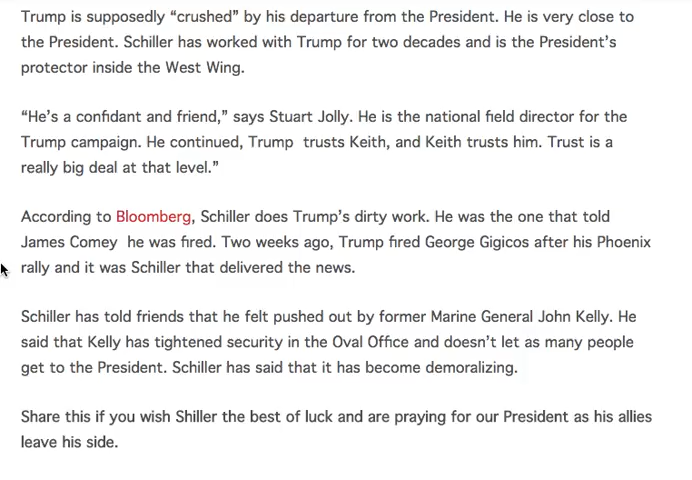 Trump is supposedly “crushed” by his departure from the President. He is very close to
the President. Schiller has worked with Trump for two decades and is the President’s
protector inside the West Wing.
“He’s a confidant and friend,” says Stuart Jolly. He is the national field director for the
Trump campaign. He continued, Trump  trusts Keith, and Keith trusts him. Trust is a
really big deal at that level.”
According to Bloomberg, Schiller does Trump’s dirty work. He was the one that told
James Comey  he was fired. Two weeks ago, Trump fired George Gigicos after his Phoenix
rally and it was Schiller that delivered the news.
Schiller has told friends that he felt pushed out by former Marine General John Kelly. He
said that Kelly has tightened security in the Oval Office and doesn’t let as many people
get to the President. Schiller has said that it has become demoralizing.
Share this if you wish Shiller the best of luck and are praying for our President as his allies
leave his side.